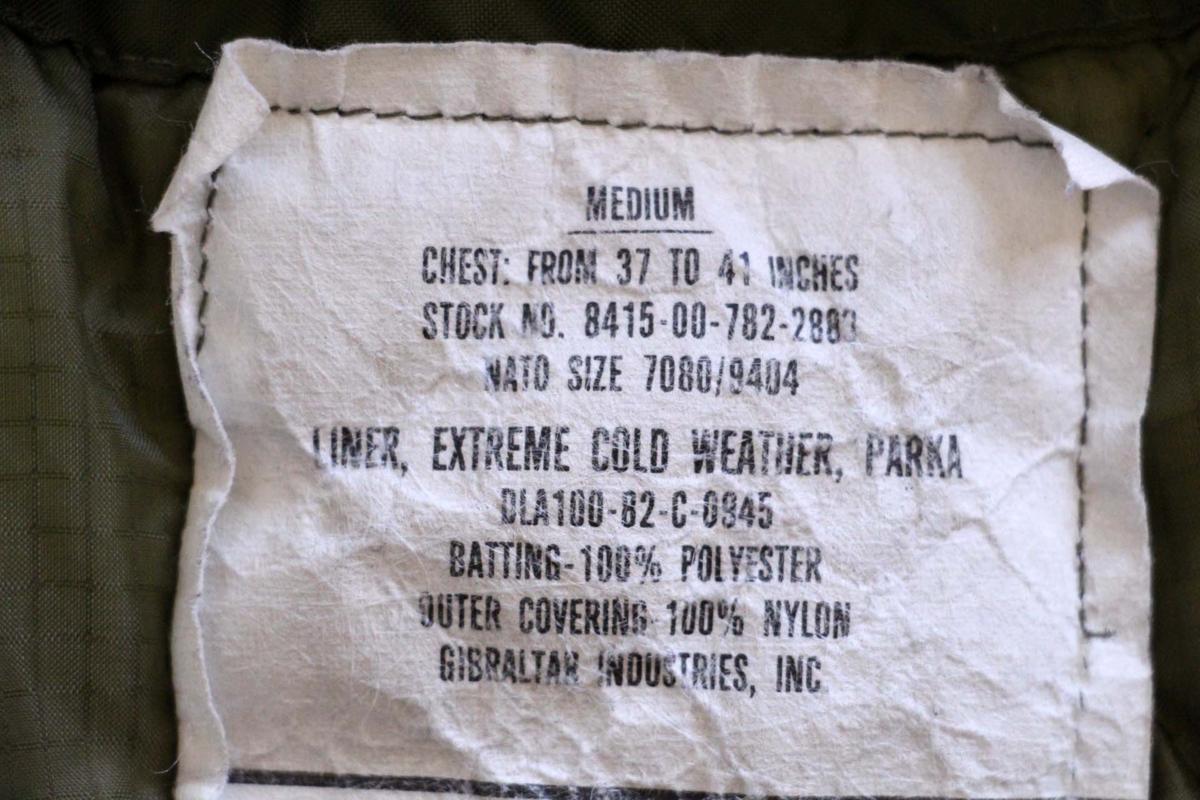 MEDIUM
CHEST: FROM 37 TO 41 INCHES
STOCK NO. 8415-00-782-2883
NATO SIZE 7080/9404
LINER, EXTREME COLD WEATHER, PARKA
DLA100-82-C-0945
BATTING-100% POLYESTER
OUTER COVERING-100% NYLON
GIBRALTAR INDUSTRIES, INC.